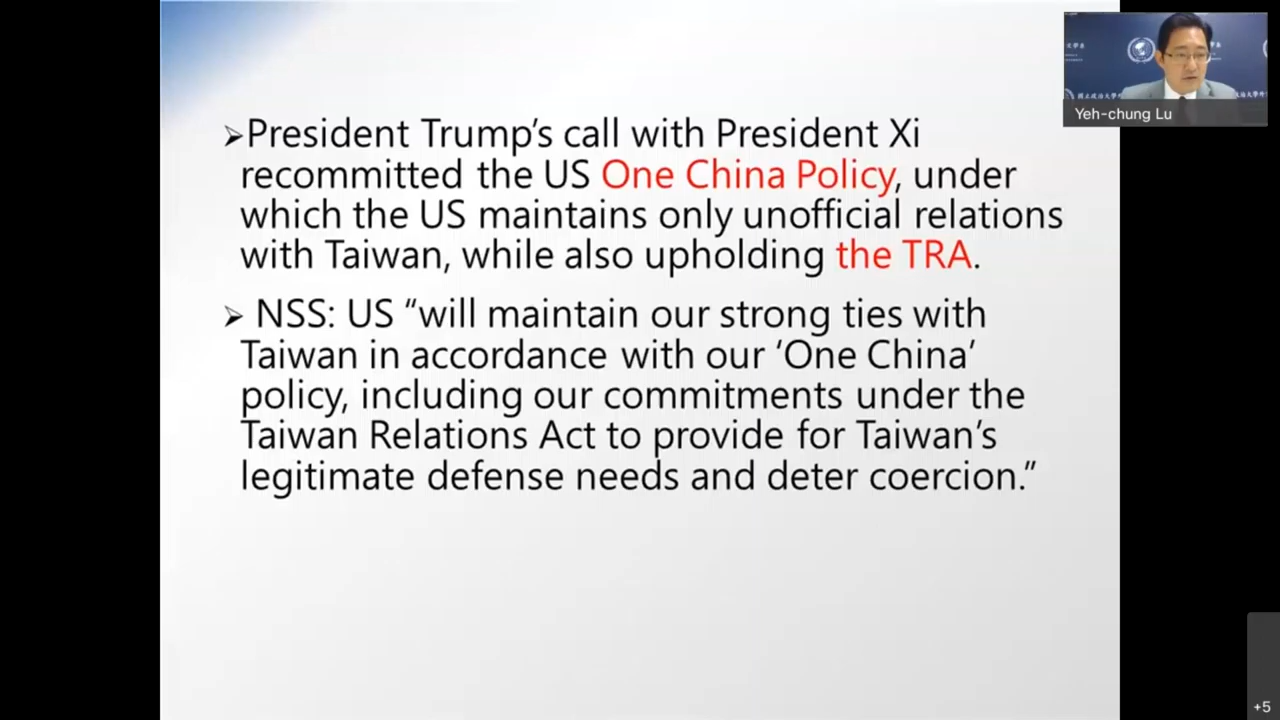 ➢President Trump’s call with President Xi
recommitted the US One China Policy, under
which the US maintains only unofficial relations
with Taiwan, while also upholding the TRA.
➢ NSS: US “will maintain our strong ties with
Taiwan in accordance with our ‘One China’
policy, including our commitments under the
Taiwan Relations Act to provide for Taiwan’s
legitimate defense needs and deter coercion.”
Yeh-chung Lu
+5